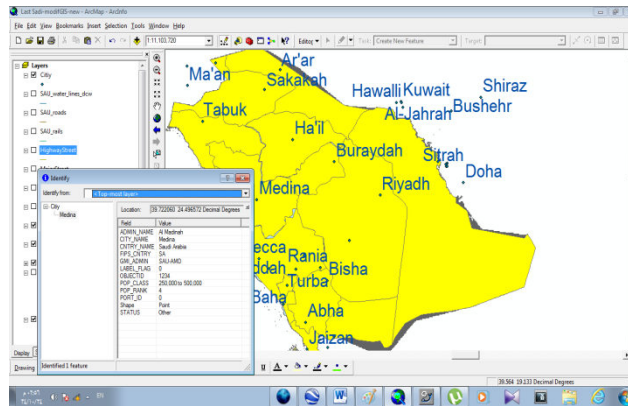 Last Sadi-modifGIS-new - ArcMap - ArcInfo
File Edit View Bookmarks Insert Selection Tools Window Help
1:11,103,720
Editor
Task: Create New Feature
Target:
Layers
City
SAU_water_lines_dcw
SAU_roads
SAU_rails
HighwayStreet
Ma'an
Ar'ar
Sakakah
Tabuk
Ha'il
Hawalli
Kuwait
Al-Jahrah
Shiraz
Bushehr
Buraydah
Sitrah
Doha
Medina
Riyadh
ecca
Rania
ddah
Turba
Bisha
Baha
Abha
Jaizan
Identify
Identify from: <Top-most layer>
City
Medina
Location: 39.722060 24.496572 Decimal Degrees
Field Value
ADMIN_NAME Al Madinah
CITY_NAME Medina
CNTRY_NAME Saudi Arabia
FIPS_CNTRY SA
GMI_ADMIN SAU-AMD
LABEL_FLAG 0
OBJECTID 1234
POP_CLASS 250,000 to 500,000
POP_RANK 4
PORT_ID 0
Shape Point
STATUS Other
Identified 1 feature
Display
Drawing
39.564 19.133 Decimal Degrees
EN